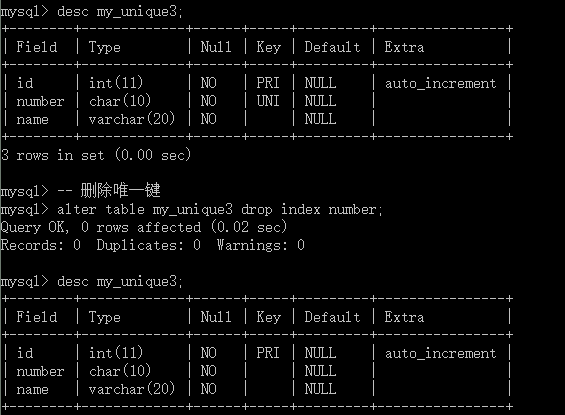 mysql> desc my_unique3;
+--------+-------------+------+-----+---------+----------------+
| Field  | Type        | Null | Key | Default | Extra          |
+--------+-------------+------+-----+---------+----------------+
| id     | int(11)     | NO   | PRI | NULL    | auto_increment |
| number | char(10)    | NO   | UNI | NULL    |                |
| name   | varchar(20) | NO   |     | NULL    |                |
+--------+-------------+------+-----+---------+----------------+
3 rows in set (0.00 sec)
mysql> -- 删除唯一键
mysql> alter table my_unique3 drop index number;
Query OK, 0 rows affected (0.02 sec)
Records: 0  Duplicates: 0  Warnings: 0
mysql> desc my_unique3;
+--------+-------------+------+-----+---------+----------------+
| Field  | Type        | Null | Key | Default | Extra          |
+--------+-------------+------+-----+---------+----------------+
| id     | int(11)     | NO   | PRI | NULL    | auto_increment |
| number | char(10)    | NO   |     | NULL    |                |
| name   | varchar(20) | NO   |     | NULL    |                |